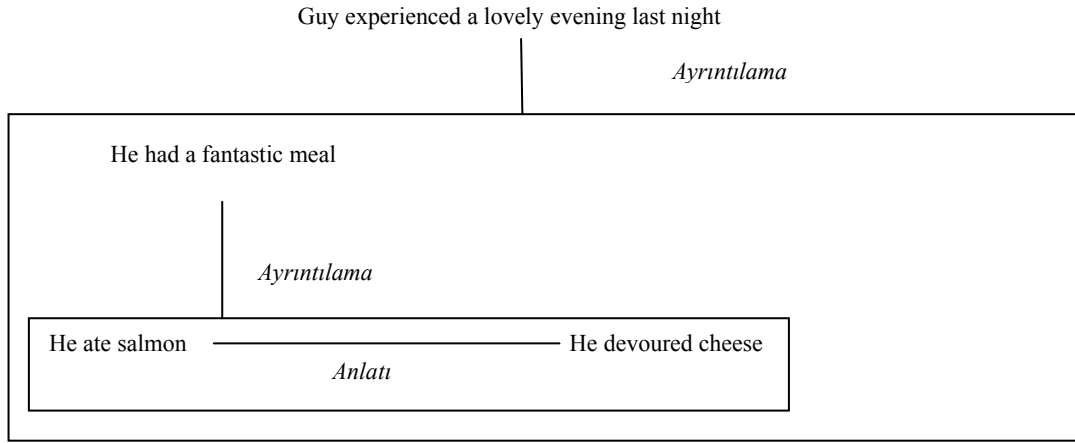 Guy experienced a lovely evening last night
Ayrıntılama
He had a fantastic meal
Ayrıntılama
He ate salmon He devoured cheese
Anlatı